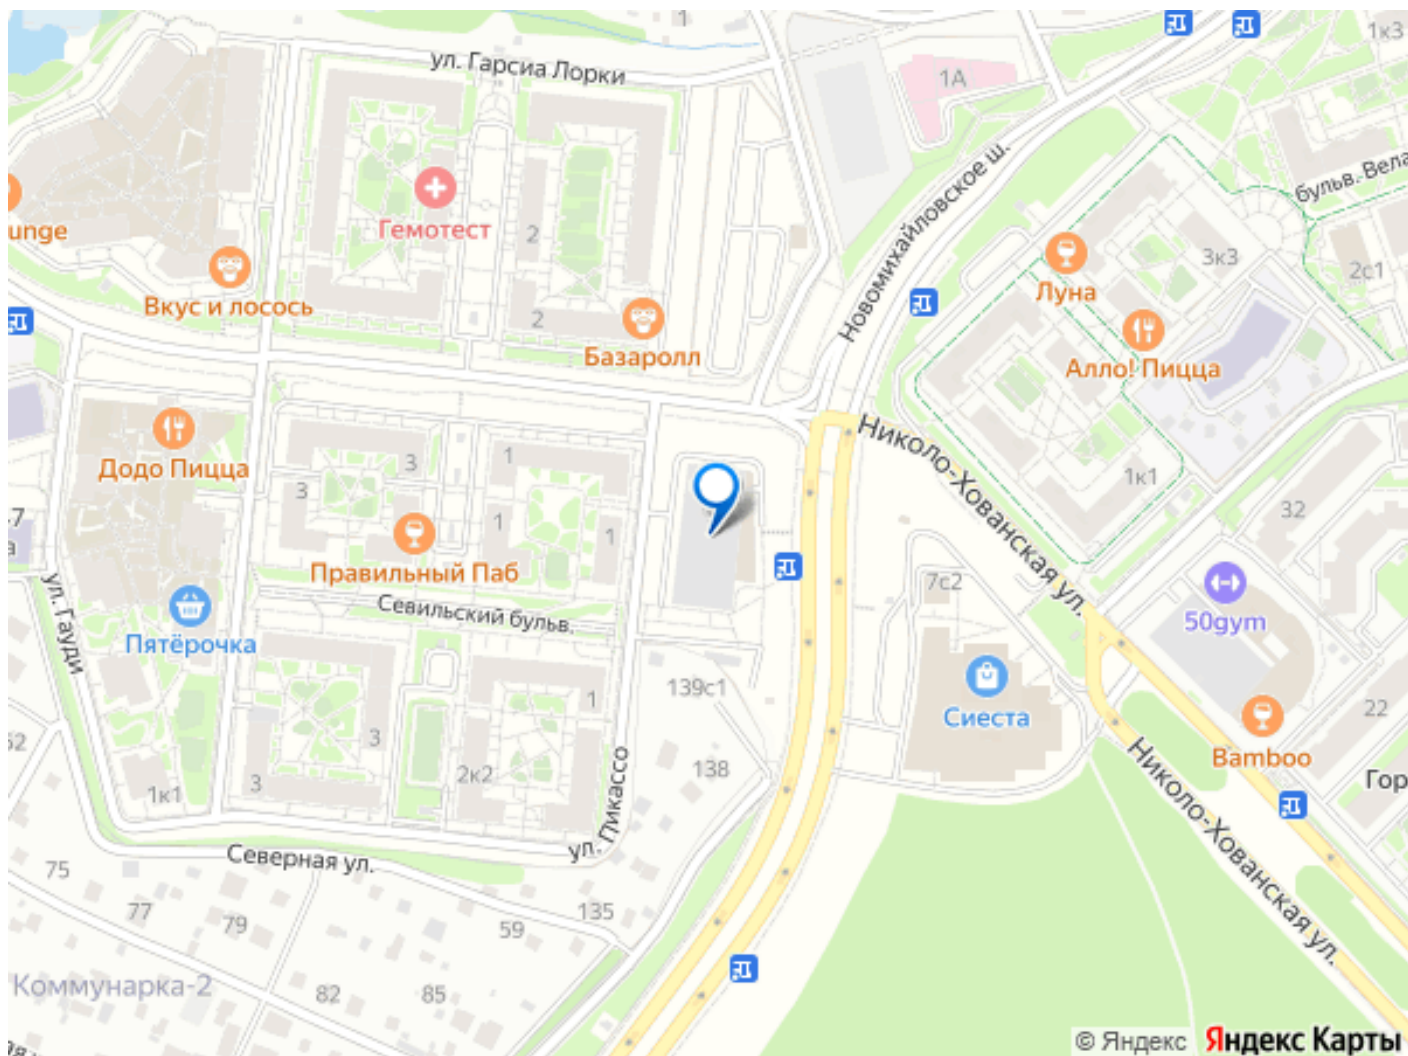 1
1к3
ул. Гарсиа Лорки
1А
Новомихайловское ш.
бульв. Вела
unge
Гемотест
2
3к3
2с1
Вкус и лосось
2
Луна
Базаролл
Алло! Пицца
Николо-Хованская ул.
Додо Пицца
3
1
3
1к1
1
1
32
Правильный Паб
7с2
ул. Гауди
Севильский бульв.
50gym
Пятёрочка
139с1
1
Сиеста
22
3
138
Bamboo
2к2
3
1к1
Гор
ул. Пикассо
Николо-Хованская ул.
Северная ул.
75
77
79
59
135
Коммунарка-2
82
85
© Яндекс Яндекс Карты